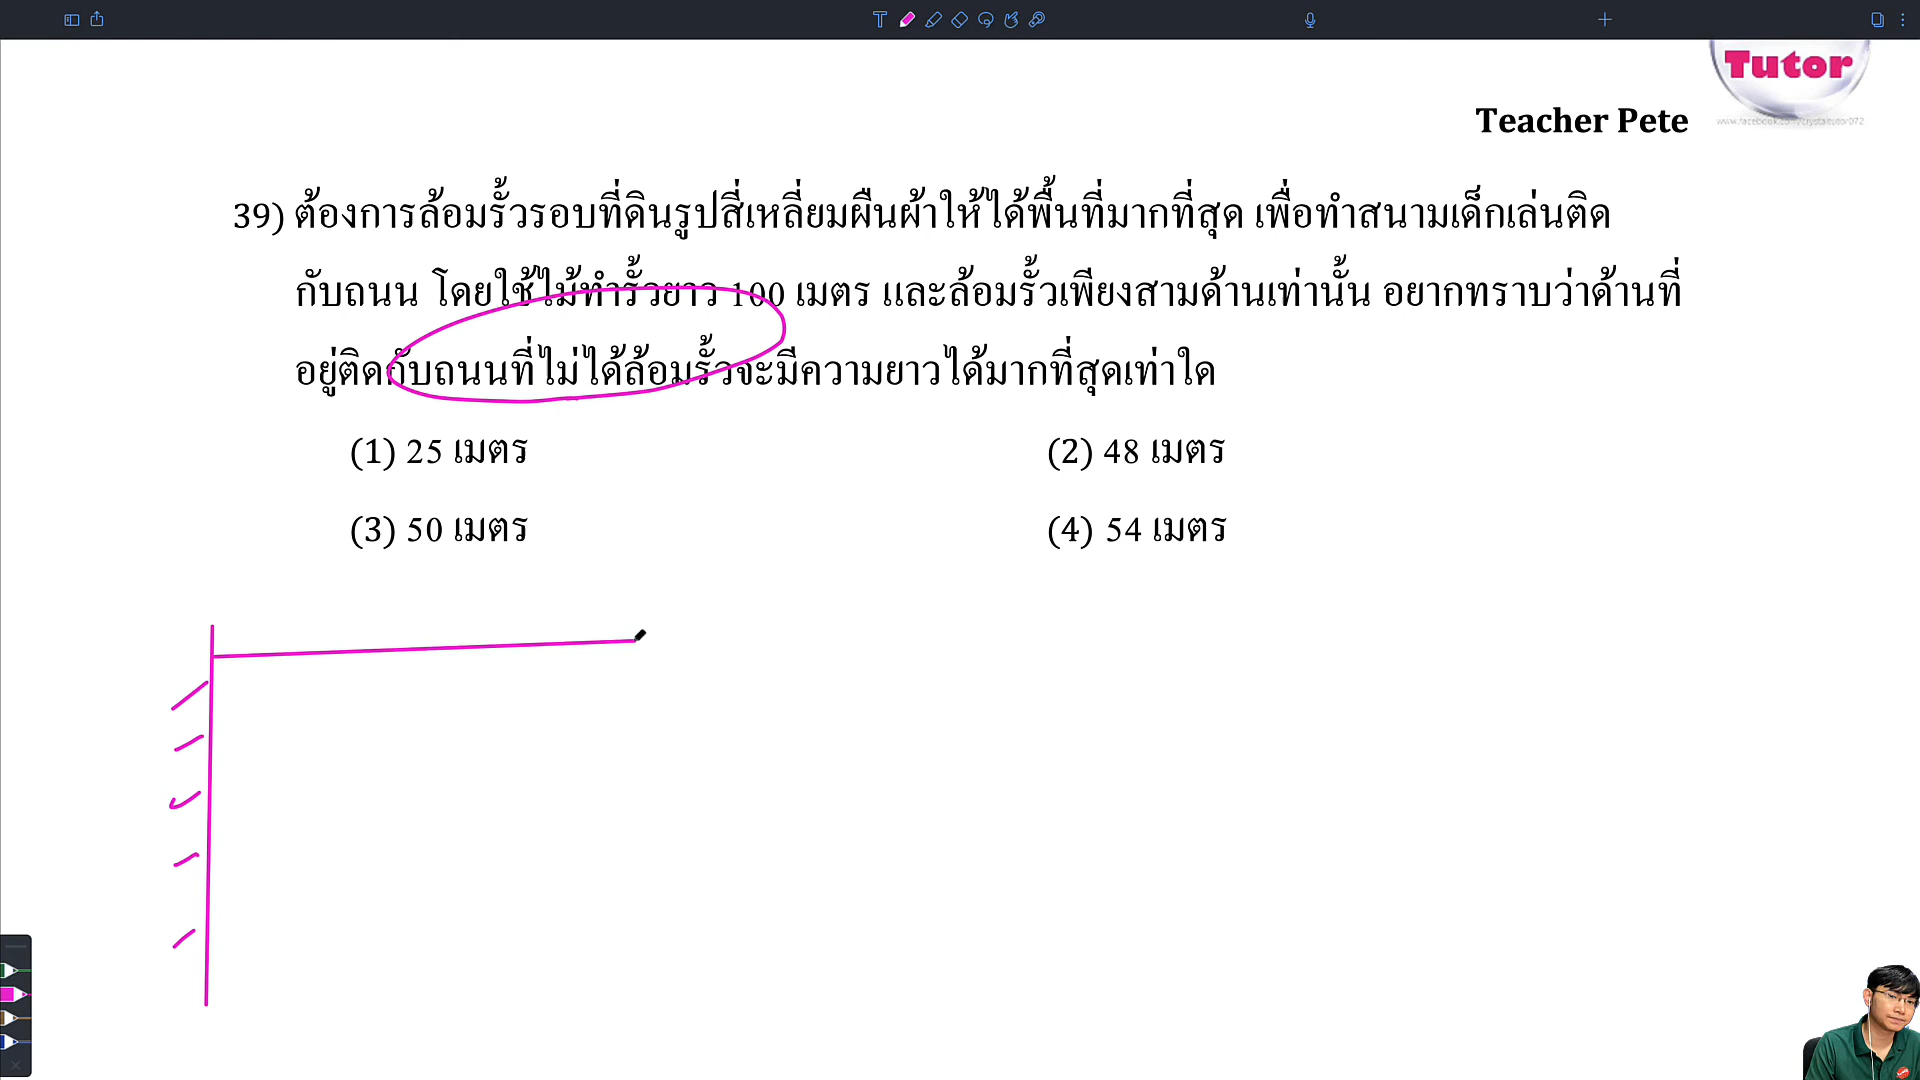 Tutor
www.facebook.com/crystaltutor072
Teacher Pete
39) ต้องการล้อมรั้วรอบที่ดินรูปสี่เหลี่ยมผืนผ้าให้ได้พื้นที่มากที่สุด เพื่อทำสนามเด็กเล่นติด
กับถนน โดยใช้ไม้ทำรั้วยาว 100 เมตร และล้อมรั้วเพียงสามด้านเท่านั้น อยากทราบว่าด้านที่
อยู่ติดกับถนนที่ไม่ได้ล้อมรั้วจะมีความยาวได้มากที่สุดเท่าใด
(1) 25 เมตร (2) 48 เมตร
(3) 50 เมตร (4) 54 เมตร